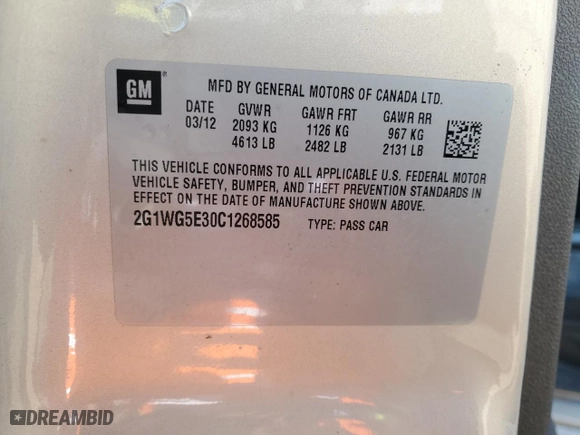 GM
MFD BY GENERAL MOTORS OF CANADA LTD.
DATE GVWR GAWR FRT GAWR RR
03/12 2093 KG 1126 KG 967 KG
4613 LB 2482 LB 2131 LB
THIS VEHICLE CONFORMS TO ALL APPLICABLE U.S. FEDERAL MOTOR
VEHICLE SAFETY, BUMPER, AND THEFT PREVENTION STANDARDS IN
EFFECT ON THE DATE OF MANUFACTURE SHOWN ABOVE.
2G1WG5E30C1268585 TYPE: PASS CAR
DREAMBID